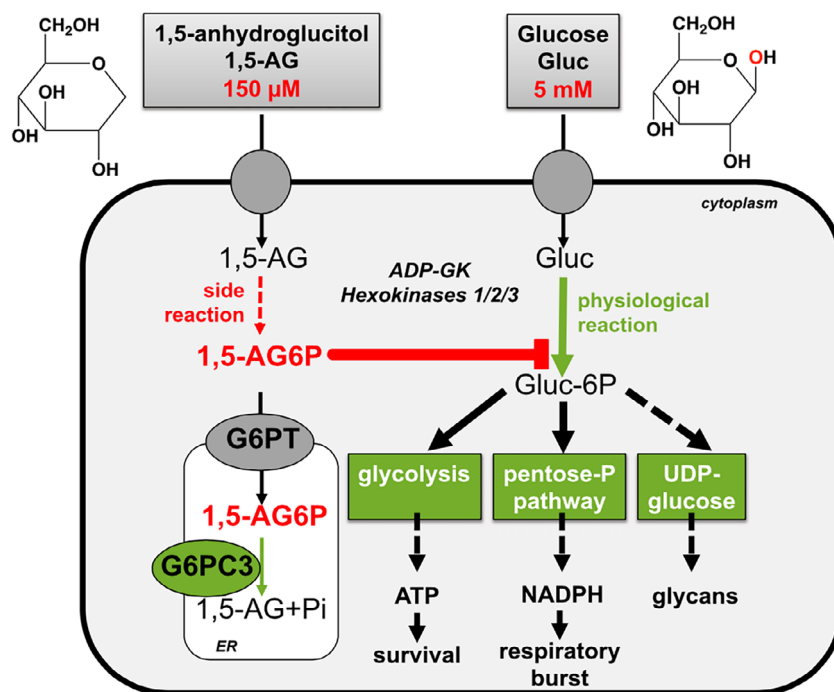 CH₂OH
O
OH
OH
OH
1,5-anhydroglucitol
1,5-AG
150 µM
Glucose
Gluc
5 mM
CH₂OH
O
OH
OH
OH
OH
cytoplasm
1,5-AG
ADP-GK
Hexokinases 1/2/3
Gluc
side
reaction
physiological
reaction
1,5-AG6P
Gluc-6P
G6PT
1,5-AG6P
G6PC3
1,5-AG+Pi
ER
glycolysis
pentose-P
pathway
UDP-
glucose
ATP
NADPH
glycans
survival
respiratory
burst